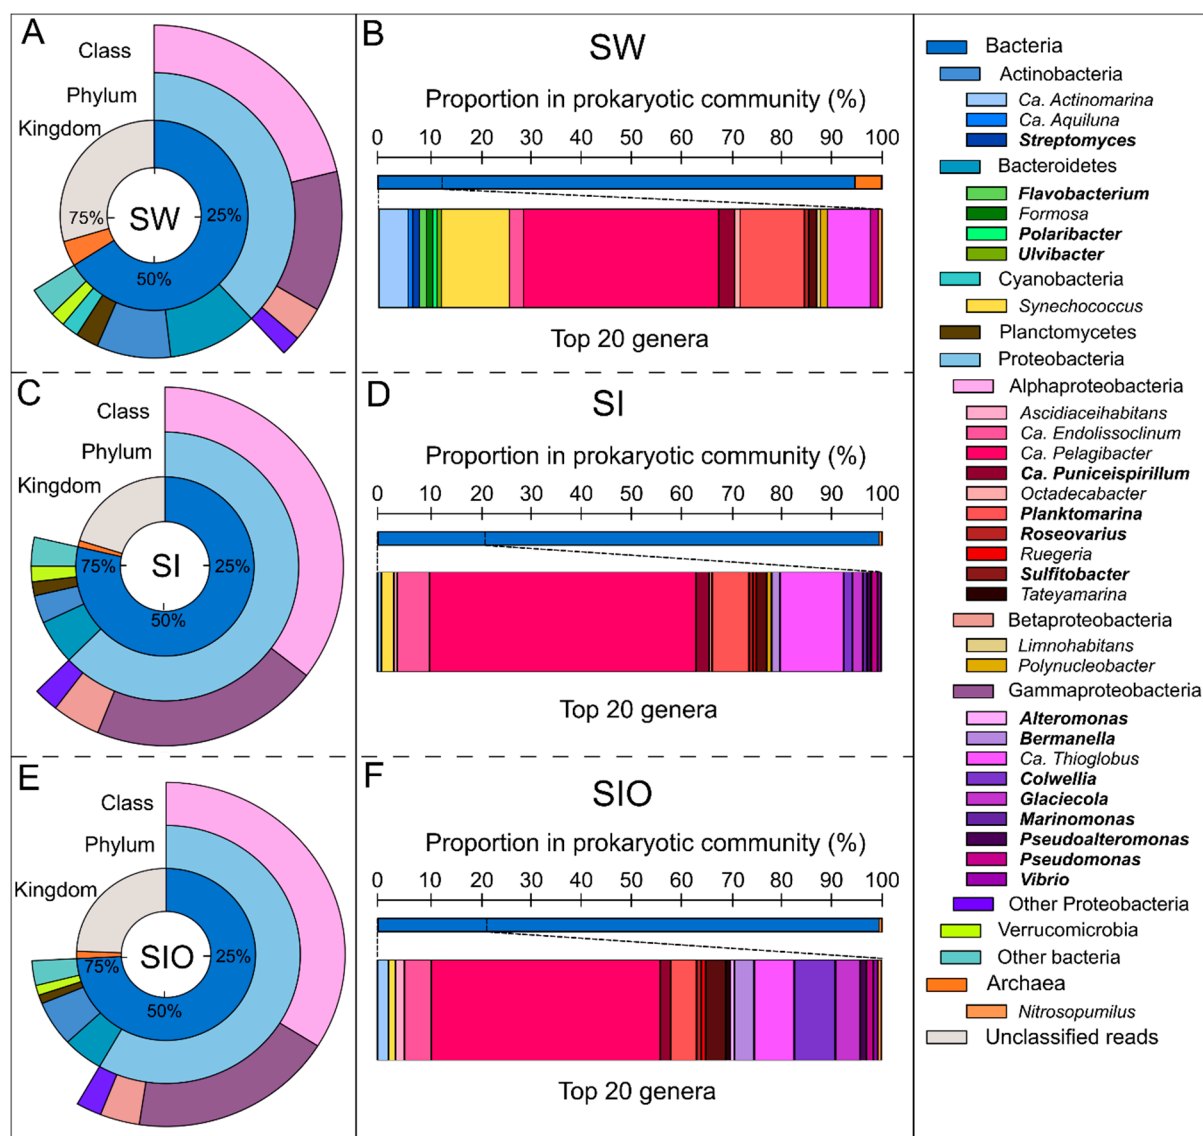 A
Class
Phylum
Kingdom
75%
SW
25%
50%
B
SW
Proportion in prokaryotic community (%)
0 10 20 30 40 50 60 70 80 90 100
Top 20 genera
C
Class
Phylum
Kingdom
75%
SI
25%
50%
D
SI
Proportion in prokaryotic community (%)
0 10 20 30 40 50 60 70 80 90 100
Top 20 genera
E
Class
Phylum
Kingdom
75%
SIO
25%
50%
F
SIO
Proportion in prokaryotic community (%)
0 10 20 30 40 50 60 70 80 90 100
Top 20 genera
Bacteria
Actinobacteria
Ca. Actinomarina
Ca. Aquiluna
Streptomyces
Bacteroidetes
Flavobacterium
Formosa
Polaribacter
Ulvibacter
Cyanobacteria
Synechococcus
Planctomycetes
Proteobacteria
Alphaproteobacteria
Ascidiaceihabitans
Ca. Endolissoclinum
Ca. Pelagibacter
Ca. Puniceispirillum
Octadecabacter
Planktomarina
Roseovarius
Ruegeria
Sulfitobacter
Tateyamarina
Betaproteobacteria
Limnohabitans
Polynucleobacter
Gammaproteobacteria
Alteromonas
Bermanella
Ca. Thioglobus
Colwellia
Glaciecola
Marinomonas
Pseudoalteromonas
Pseudomonas
Vibrio
Other Proteobacteria
Verrucomicrobia
Other bacteria
Archaea
Nitrosopumilus
Unclassified reads